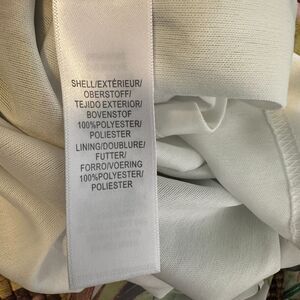 SHELL/EXTÉRIEUR/
OBERSTOFF/
TEJIDO EXTERIOR/
BOVENSTOF
100%POLYESTER/
POLIESTER
LINING/DOUBLURE/
FUTTER/
FORRO/VOERING
100%POLYESTER/
POLIESTER